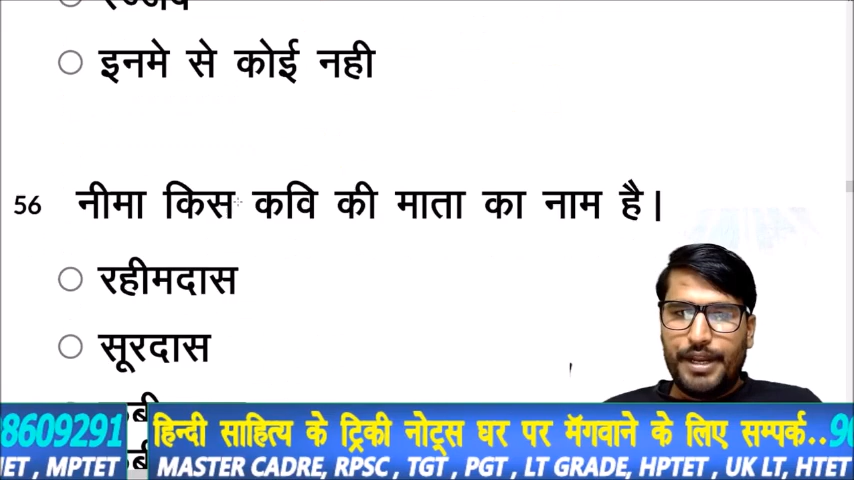 इनमे से कोई नही
56 नीमा किस कवि की माता का नाम है|
रहीमदास
सूरदास
8609291 हिन्दी साहित्य के ट्रिकी नोट्स घर पर मॅगवाने के लिए सम्पर्क..
MPTET MASTER CADRE, RPSC , TGT , PGT , LT GRADE, HPTET , UK LT, HTET